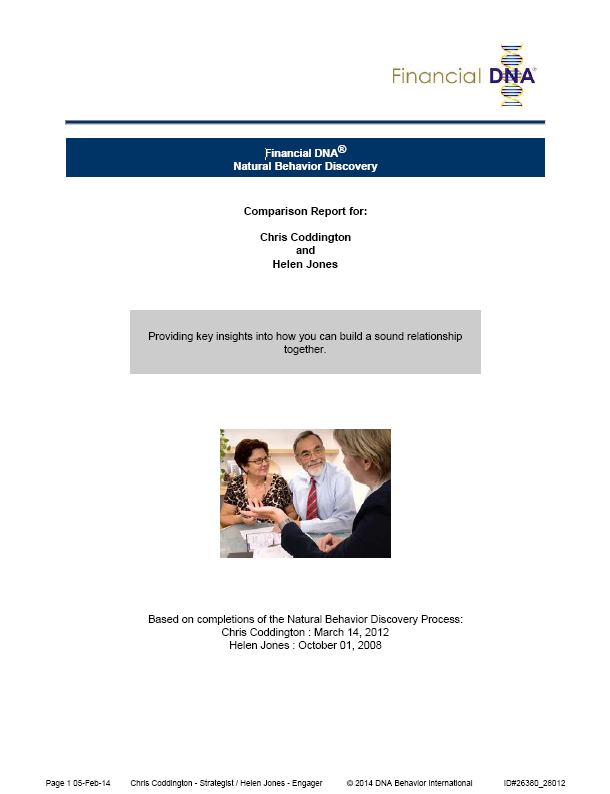 Financial DNA®
Financial DNA®
Natural Behavior Discovery
Comparison Report for:
Chris Coddington
and
Helen Jones
Providing key insights into how you can build a sound relationship
together.
Based on completions of the Natural Behavior Discovery Process:
Chris Coddington : March 14, 2012
Helen Jones : October 01, 2008
Page 1 05-Feb-14 Chris Coddington - Strategist / Helen Jones - Engager © 2014 DNA Behavior International ID#26380_28012